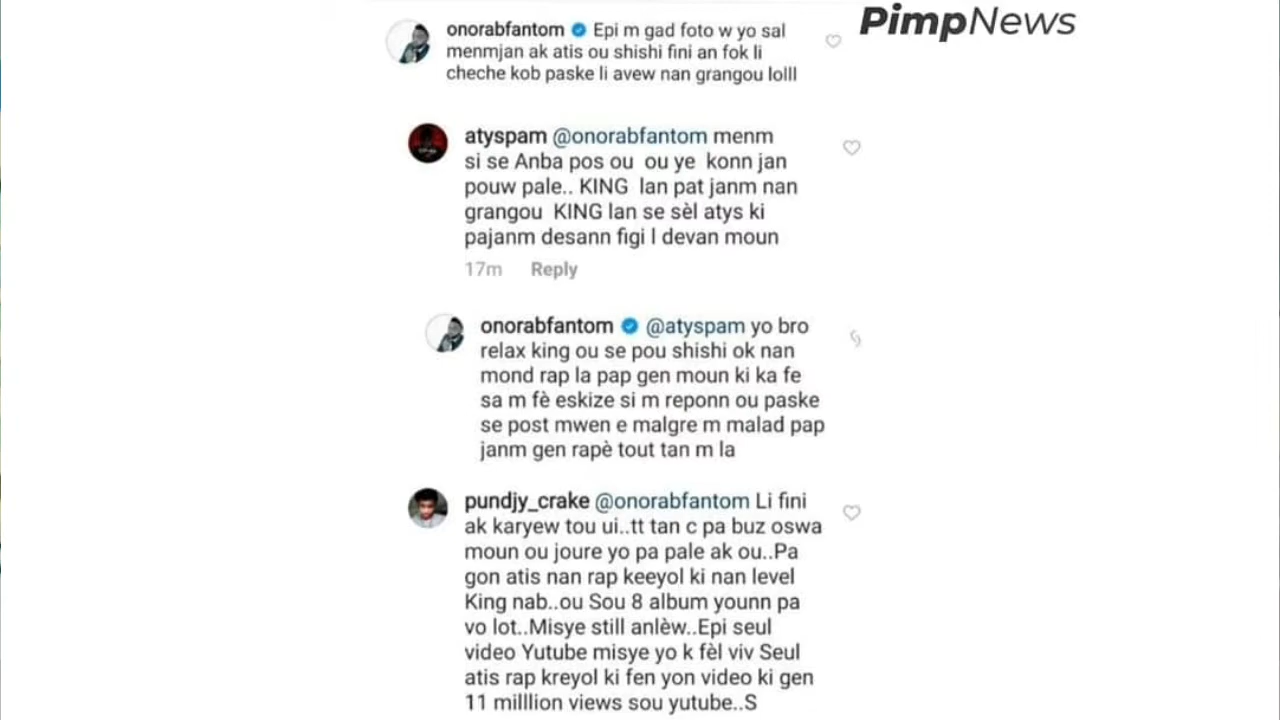 PimpNews
onorabfantom Epi m gad foto w yo sal
menmjan ak atis ou shishi fini an fok li
cheche kob paske li avew nan grangou lolll
atyspam @onorabfantom menm
si se Anba pos ou ou ye konn jan
pouw pale.. KING lan pat janm nan
grangou KING lan se sèl atys ki
pajanm desann figi l devan moun
17m Reply
onorabfantom @atyspam yo bro
relax king ou se pou shishi ok nan
mond rap la pap gen moun ki ka fe
sa m fè eskize si m reponn ou paske
se post mwen e malgre m malad pap
janm gen rapè tout tan m la
pundjy_crake @onorabfantom Li fini
ak karyew tou ui..tt tan c pa buz oswa
moun ou joure yo pa pale ak ou..Pa
gon atis nan rap keeyol ki nan level
King nab..ou Sou 8 album younn pa
vo lot..Misye still anlèw..Epi seul
video Yutube misye yo k fèl viv Seul
atis rap kreyol ki fen yon video ki gen
11 milllion views sou yutube..S